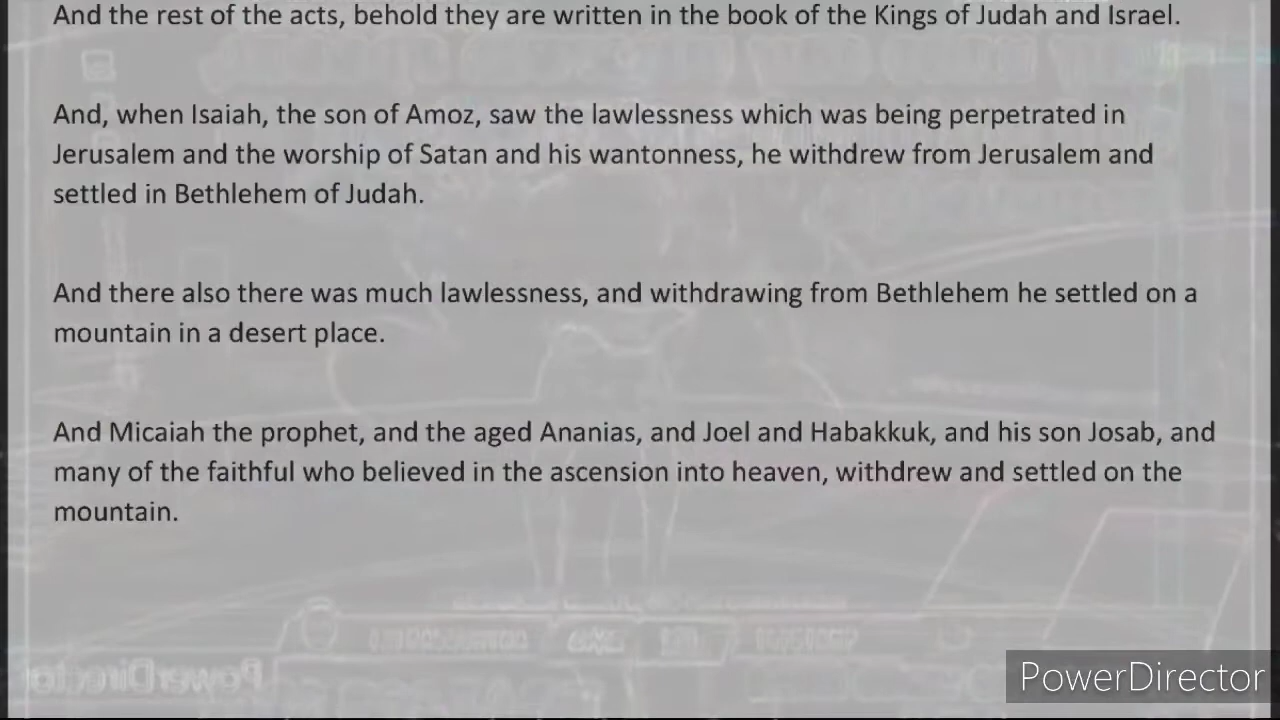 And the rest of the acts, behold they are written in the book of the Kings of Judah and Israel.
And, when Isaiah, the son of Amoz, saw the lawlessness which was being perpetrated in
Jerusalem and the worship of Satan and his wantonness, he withdrew from Jerusalem and
settled in Bethlehem of Judah.
And there also there was much lawlessness, and withdrawing from Bethlehem he settled on a
mountain in a desert place.
And Micaiah the prophet, and the aged Ananias, and Joel and Habakkuk, and his son Josab, and
many of the faithful who believed in the ascension into heaven, withdrew and settled on the
mountain.
PowerDirector
PowerDirector